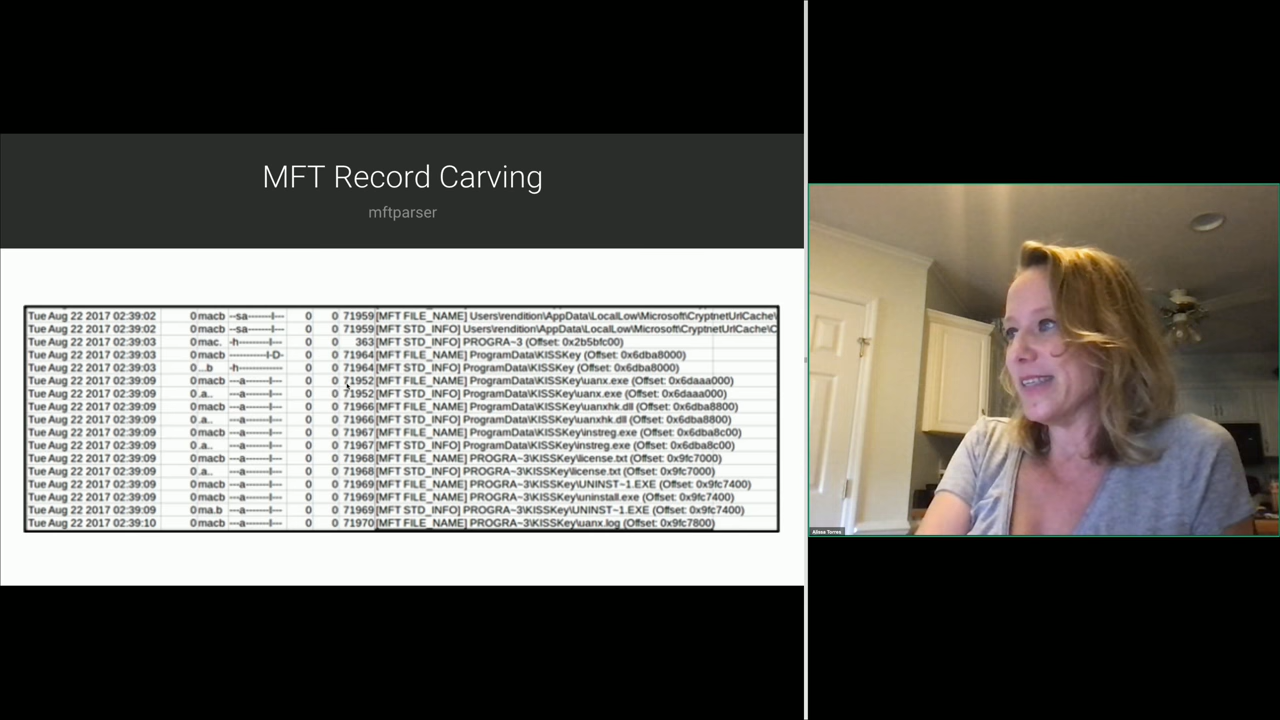 MFT Record Carving
mftparser
Tue Aug 22 2017 02:39:02 0 macb ---sa-------I--- 0 0 71959 [MFT FILE_NAME] Users\rendition\AppData\LocalLow\Microsoft\CryptnetUrlCache\
Tue Aug 22 2017 02:39:02 0 macb ---sa-------I--- 0 0 71959 [MFT STD_INFO] Users\rendition\AppData\LocalLow\Microsoft\CryptnetUrlCache\C
Tue Aug 22 2017 02:39:03 0 mac. -h---------I--- 0 0 363 [MFT STD_INFO] PROGRA~3 (Offset: 0x2b5bfc00)
Tue Aug 22 2017 02:39:03 0 macb -----------I-D- 0 0 71964 [MFT FILE_NAME] ProgramData\KISSKey (Offset: 0x6dba8000)
Tue Aug 22 2017 02:39:03 0 ...b -h------------- 0 0 71964 [MFT STD_INFO] ProgramData\KISSKey (Offset: 0x6dba8000)
Tue Aug 22 2017 02:39:09 0 macb ---a-------I--- 0 0 71952 [MFT FILE_NAME] ProgramData\KISSKey\uanx.exe (Offset: 0x6daaa000)
Tue Aug 22 2017 02:39:09 0 .a.. ---a-------I--- 0 0 71952 [MFT STD_INFO] ProgramData\KISSKey\uanx.exe (Offset: 0x6daaa000)
Tue Aug 22 2017 02:39:09 0 macb ---a-------I--- 0 0 71966 [MFT FILE_NAME] ProgramData\KISSKey\uanxhk.dll (Offset: 0x6dba8800)
Tue Aug 22 2017 02:39:09 0 .a.. ---a-------I--- 0 0 71966 [MFT STD_INFO] ProgramData\KISSKey\uanxhk.dll (Offset: 0x6dba8800)
Tue Aug 22 2017 02:39:09 0 macb ---a-------I--- 0 0 71967 [MFT FILE_NAME] ProgramData\KISSKey\instreg.exe (Offset: 0x6dba8c00)
Tue Aug 22 2017 02:39:09 0 .a.. ---a-------I--- 0 0 71967 [MFT STD_INFO] ProgramData\KISSKey\instreg.exe (Offset: 0x6dba8c00)
Tue Aug 22 2017 02:39:09 0 macb ---a-------I--- 0 0 71968 [MFT FILE_NAME] PROGRA~3\KISSKey\license.txt (Offset: 0x9fc7000)
Tue Aug 22 2017 02:39:09 0 .a.. ---a-------I--- 0 0 71968 [MFT STD_INFO] PROGRA~3\KISSKey\license.txt (Offset: 0x9fc7000)
Tue Aug 22 2017 02:39:09 0 macb ---a-------I--- 0 0 71969 [MFT FILE_NAME] PROGRA~3\KISSKey\UNINST~1.EXE (Offset: 0x9fc7400)
Tue Aug 22 2017 02:39:09 0 macb ---a-------I--- 0 0 71969 [MFT FILE_NAME] PROGRA~3\KISSKey\uninstall.exe (Offset: 0x9fc7400)
Tue Aug 22 2017 02:39:09 0 ma.b ---a-------I--- 0 0 71969 [MFT STD_INFO] PROGRA~3\KISSKey\UNINST~1.EXE (Offset: 0x9fc7400)
Tue Aug 22 2017 02:39:10 0 macb ---a-------I--- 0 0 71970 [MFT FILE_NAME] PROGRA~3\KISSKey\uanx.log (Offset: 0x9fc7800)
Alissa Torres